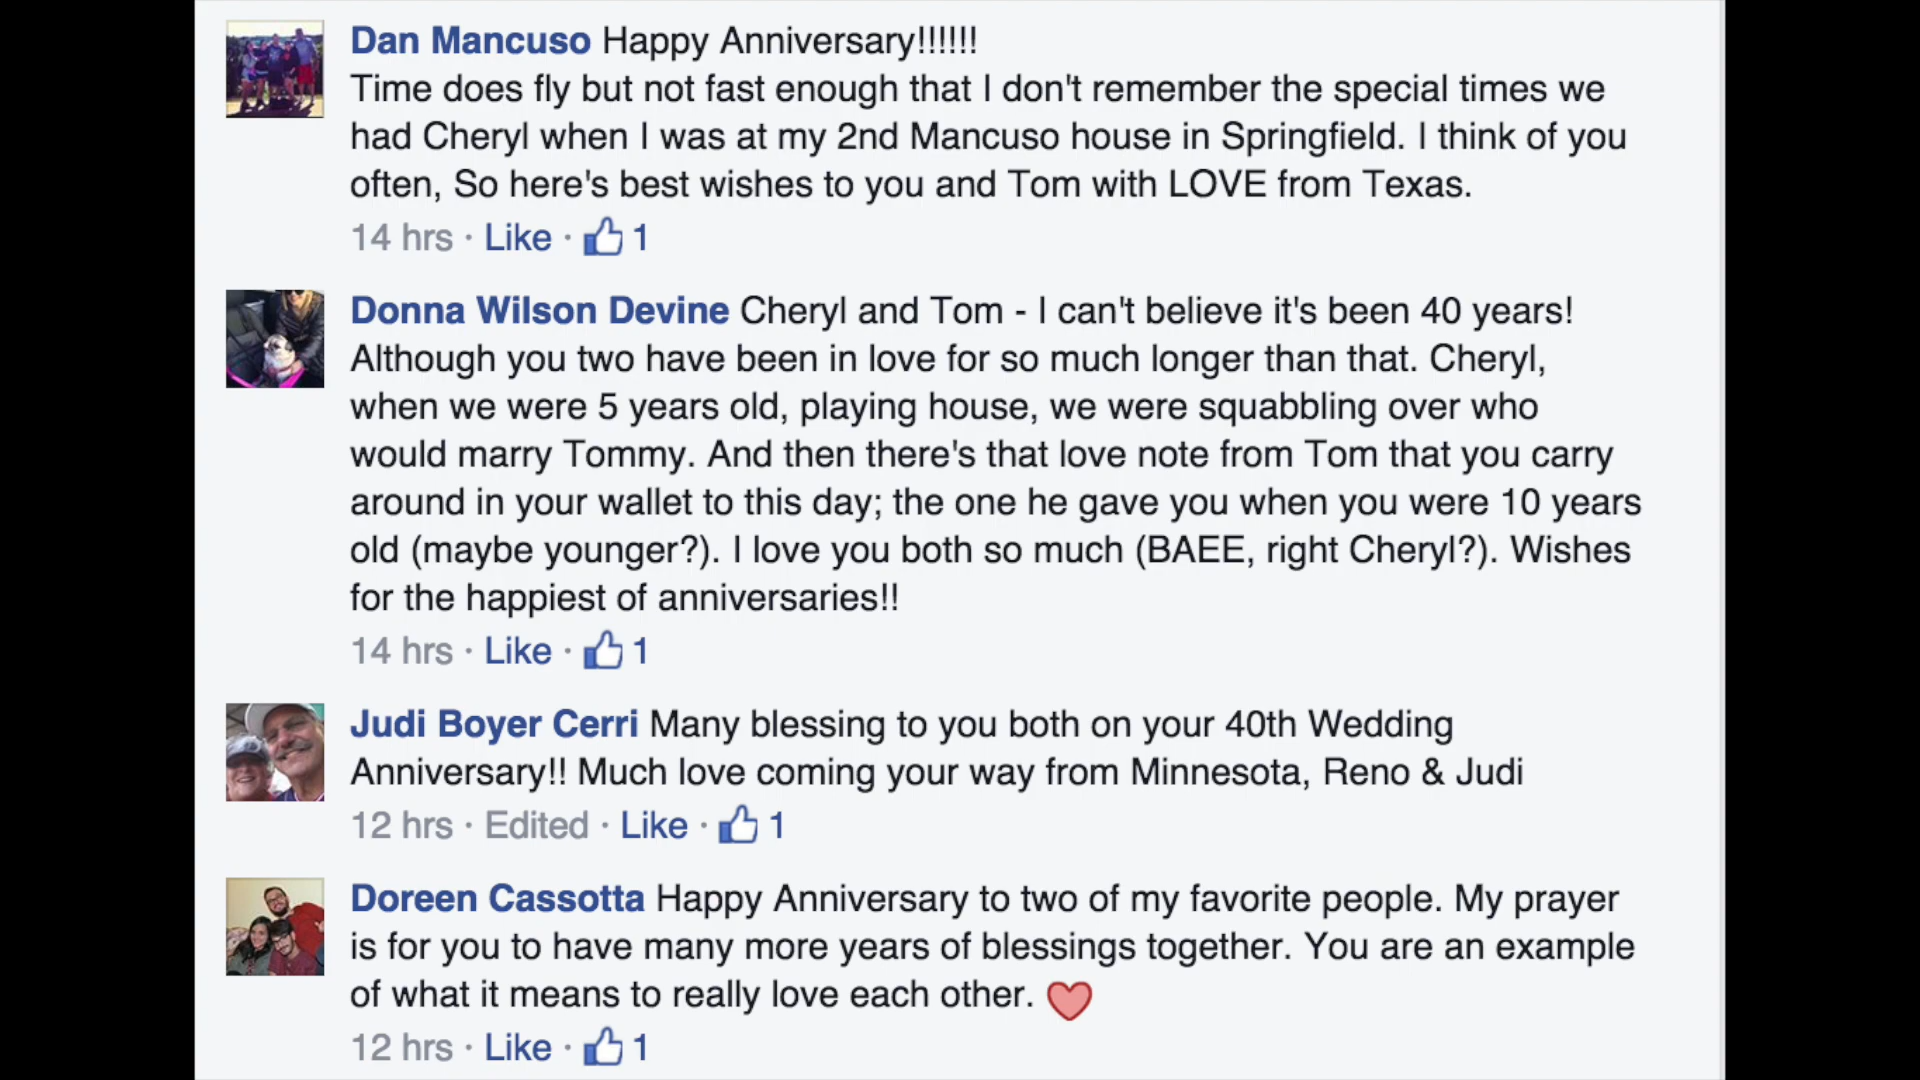 Dan Mancuso Happy Anniversary!!!!!!
Time does fly but not fast enough that I don't remember the special times we
had Cheryl when I was at my 2nd Mancuso house in Springfield. I think of you
often, So here's best wishes to you and Tom with LOVE from Texas.
14 hrs · Like · 1
Donna Wilson Devine Cheryl and Tom - I can't believe it's been 40 years!
Although you two have been in love for so much longer than that. Cheryl,
when we were 5 years old, playing house, we were squabbling over who
would marry Tommy. And then there's that love note from Tom that you carry
around in your wallet to this day; the one he gave you when you were 10 years
old (maybe younger?). I love you both so much (BAEE, right Cheryl?). Wishes
for the happiest of anniversaries!!
14 hrs · Like · 1
Judi Boyer Cerri Many blessing to you both on your 40th Wedding
Anniversary!! Much love coming your way from Minnesota, Reno & Judi
12 hrs · Edited · Like · 1
Doreen Cassotta Happy Anniversary to two of my favorite people. My prayer
is for you to have many more years of blessings together. You are an example
of what it means to really love each other.
12 hrs · Like · 1